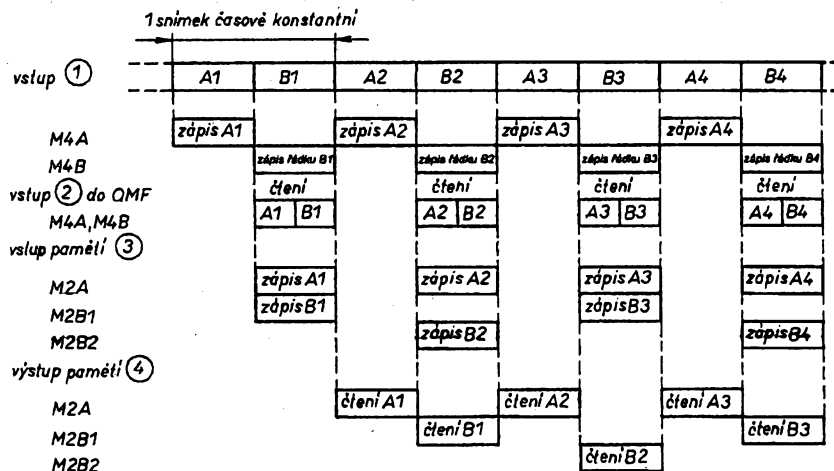 1 snímek časově konstantní
vstup 1 A1 B1 A2 B2 A3 B3 A4 B4
M4A zápis A1 zápis A2 zápis A3 zápis A4
M4B zápis řádku B1 zápis řádku B2 zápis řádku B3 zápis řádku B4
vstup 2 do QMF čtení čtení čtení čtení
M4A,M4B A1 B1 A2 B2 A3 B3 A4 B4
vstup pamětí 3
M2A zápis A1 zápis A2 zápis A3 zápis A4
M2B1 zápis B1 zápis B3
M2B2 zápis B2 zápis B4
výstup pamětí 4
M2A čtení A1 čtení A2 čtení A3
M2B1 čtení B1 čtení B3
M2B2 čtení B2